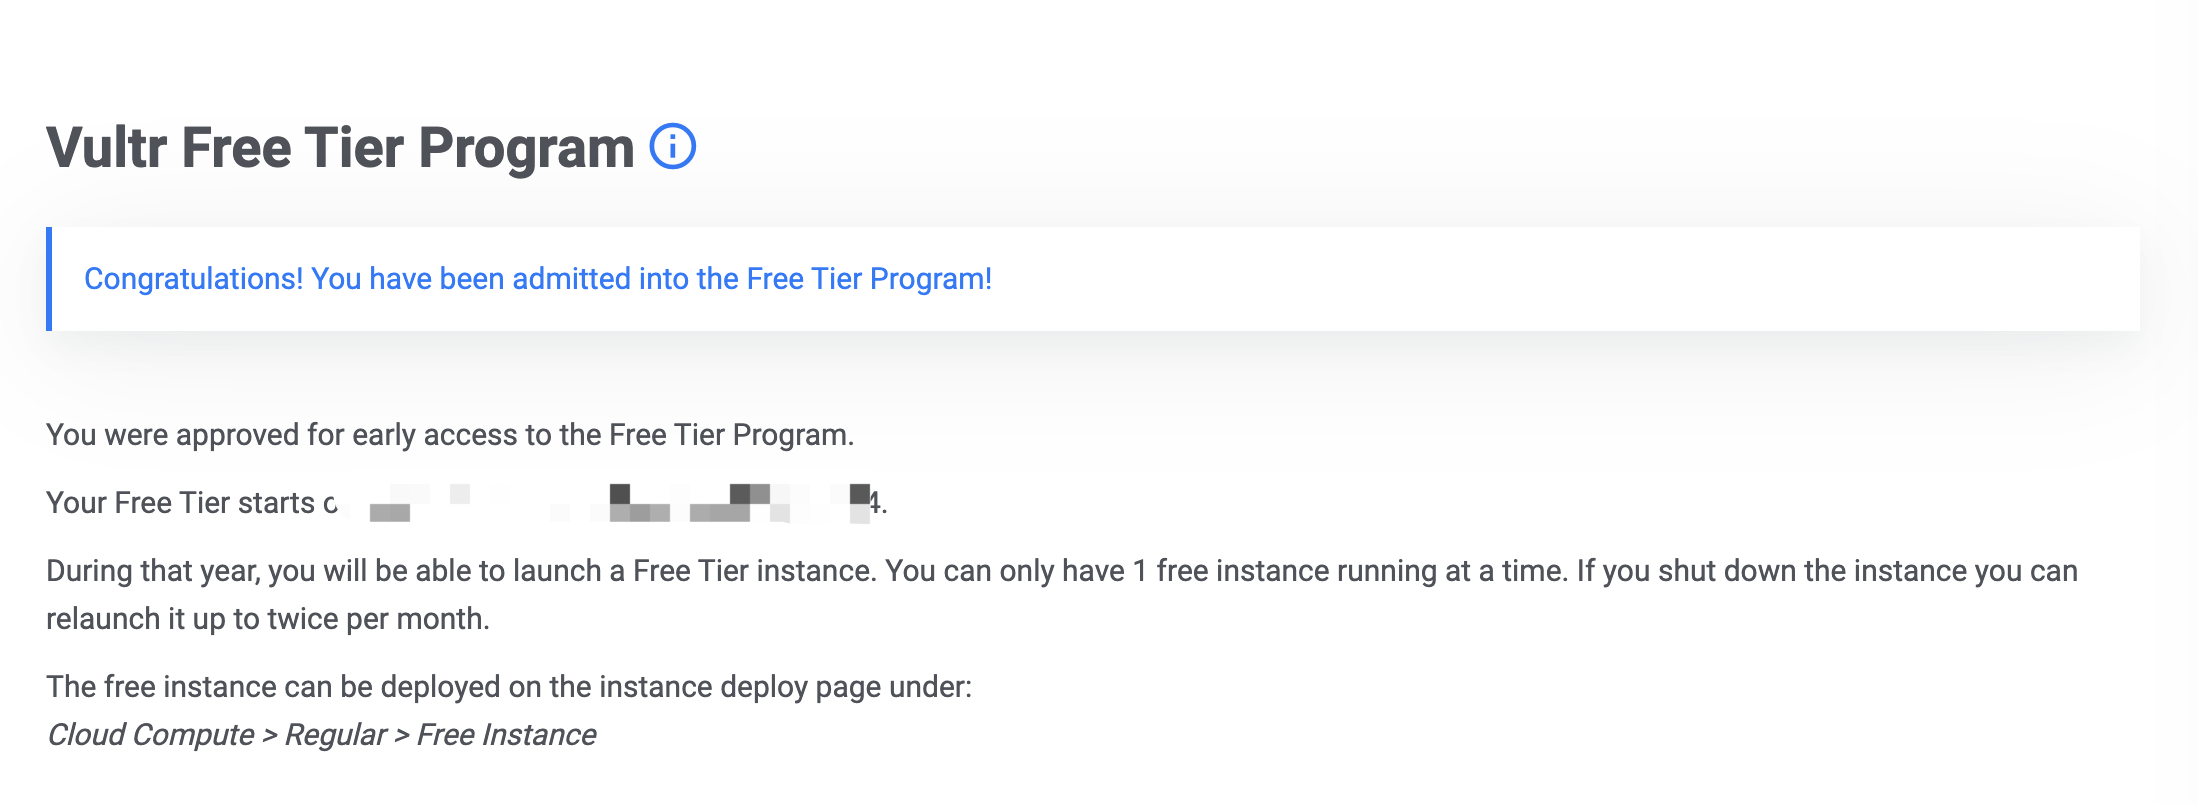 Vultr Free Tier Program
Congratulations! You have been admitted into the Free Tier Program!
You were approved for early access to the Free Tier Program.
Your Free Tier starts 4.
During that year, you will be able to launch a Free Tier instance. You can only have 1 free instance running at a time. If you shut down the instance you can
relaunch it up to twice per month.
The free instance can be deployed on the instance deploy page under:
Cloud Compute > Regular > Free Instance